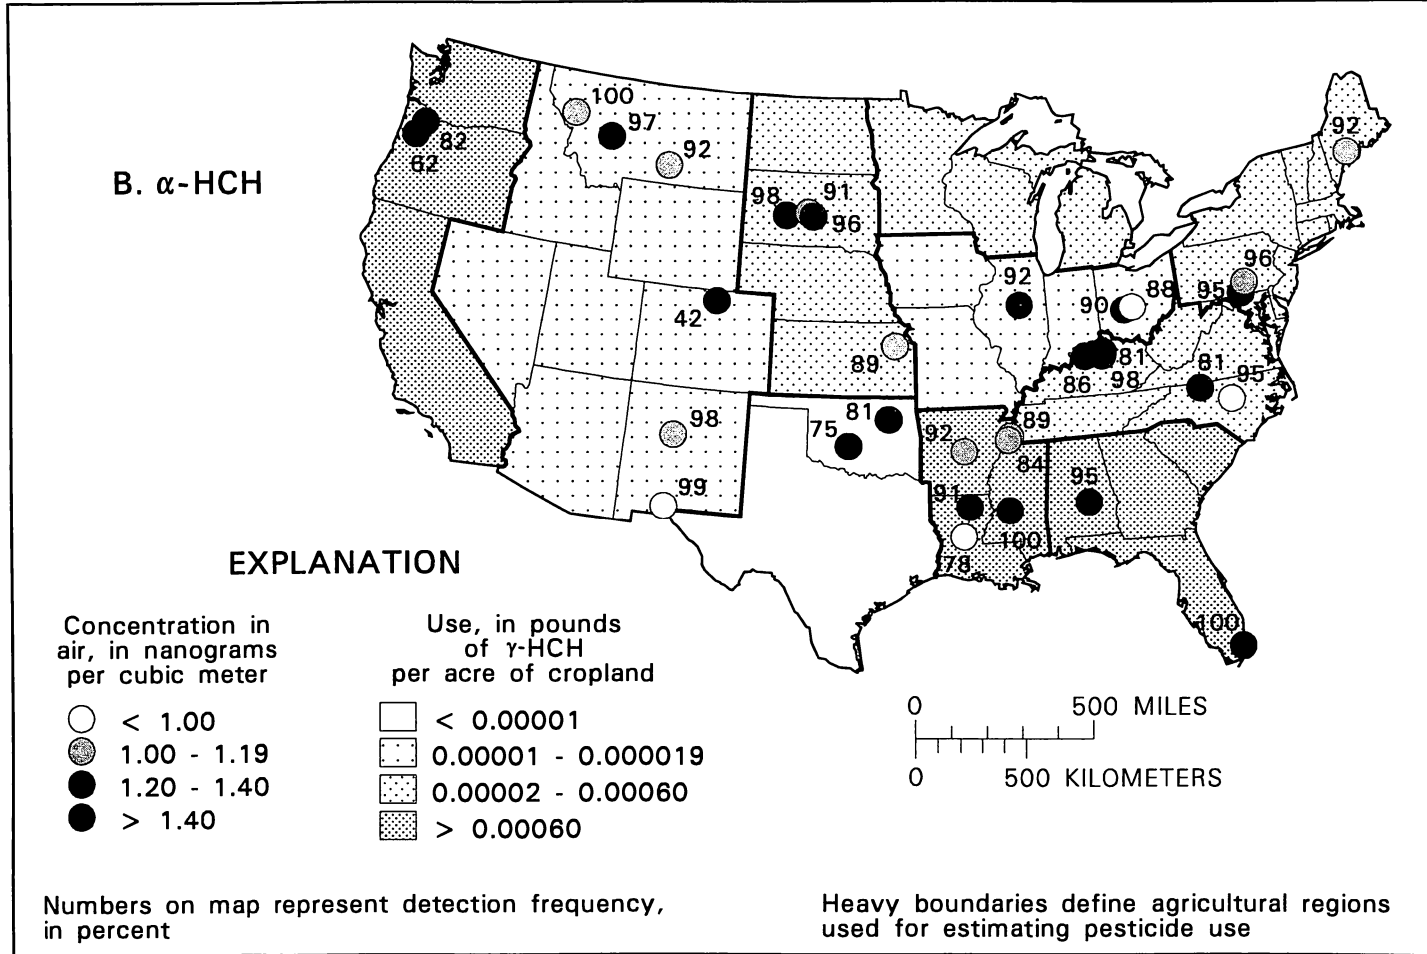 B. α-HCH
100
97
92
82
62
98
91
96
92
88
90
95
96
92
42
89
81
98
86
81
95
98
99
81
75
92
89
84
91
100
78
95
100
EXPLANATION
Concentration in
air, in nanograms
per cubic meter
< 1.00
1.00 - 1.19
1.20 - 1.40
> 1.40
Use, in pounds
of γ-HCH
per acre of cropland
< 0.00001
0.00001 - 0.000019
0.00002 - 0.00060
> 0.00060
0 500 MILES
0 500 KILOMETERS
Numbers on map represent detection frequency,
in percent
Heavy boundaries define agricultural regions
used for estimating pesticide use